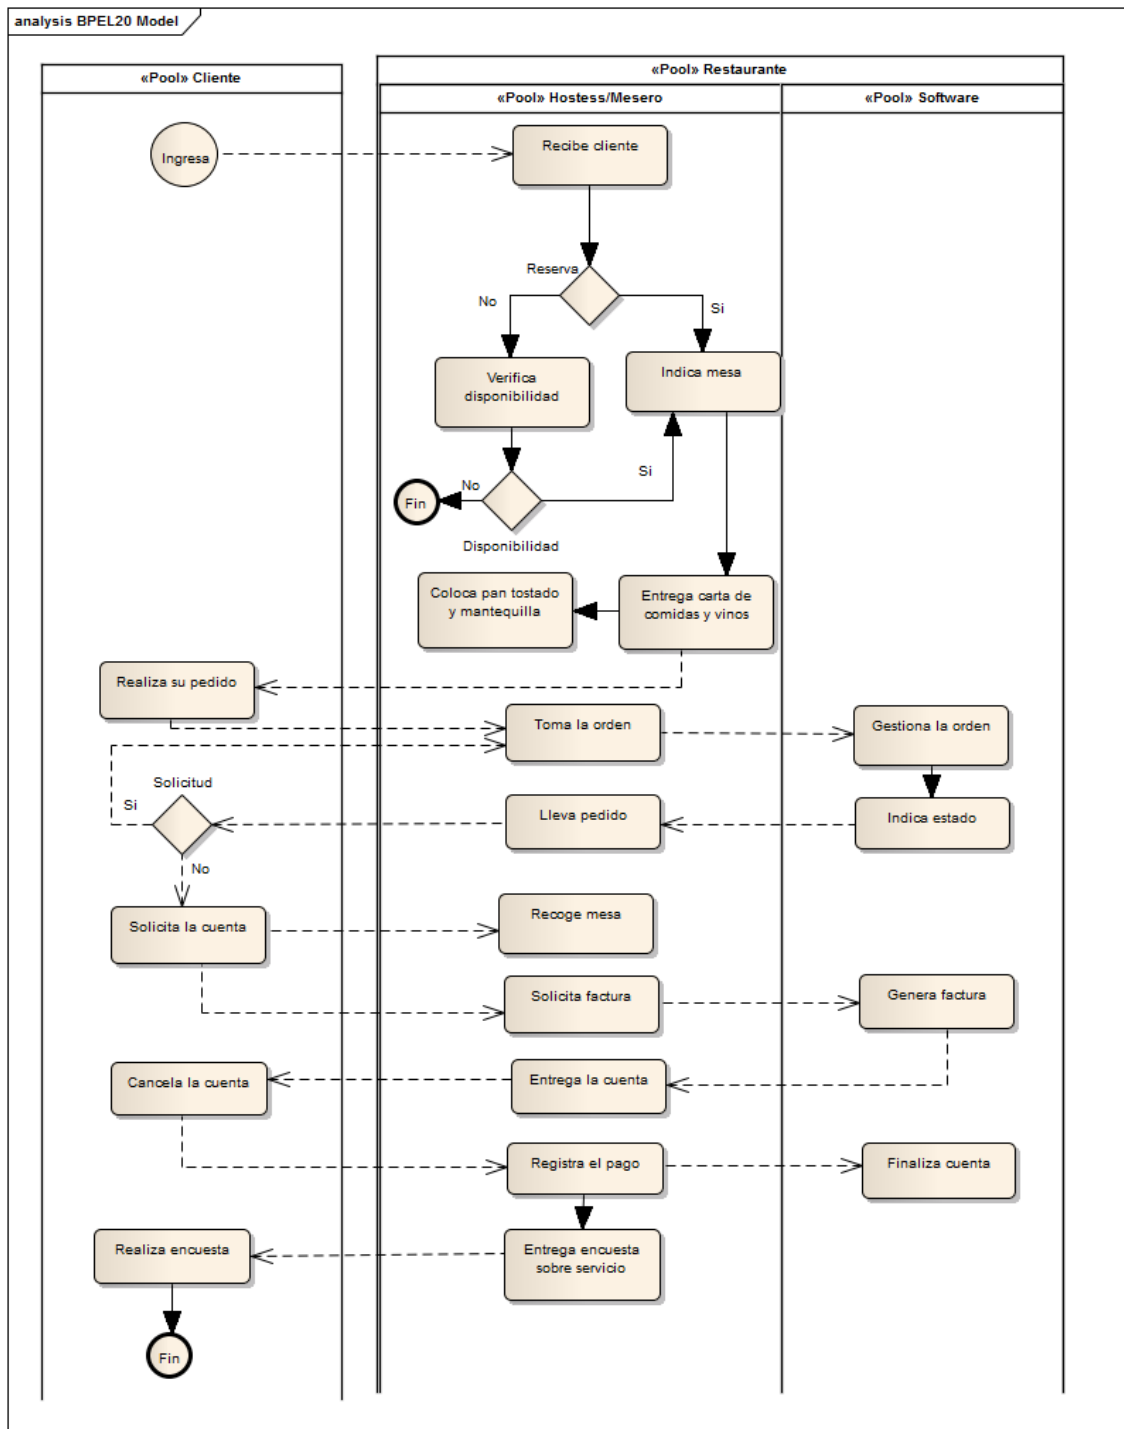 analysis BPEL20 Model
«Pool» Cliente
«Pool» Restaurante
«Pool» Hostess/Mesero
«Pool» Software
Ingresa
Recibe cliente
Reserva
No
Si
Verifica
disponibilidad
Indica mesa
Si
No
Fin
Disponibilidad
Coloca pan tostado
y mantequilla
Entrega carta de
comidas y vinos
Realiza su pedido
Toma la orden
Gestiona la orden
Solicitud
Si
Lleva pedido
Indica estado
No
Solicita la cuenta
Recoge mesa
Solicita factura
Genera factura
Cancela la cuenta
Entrega la cuenta
Registra el pago
Finaliza cuenta
Realiza encuesta
Entrega encuesta
sobre servicio
Fin